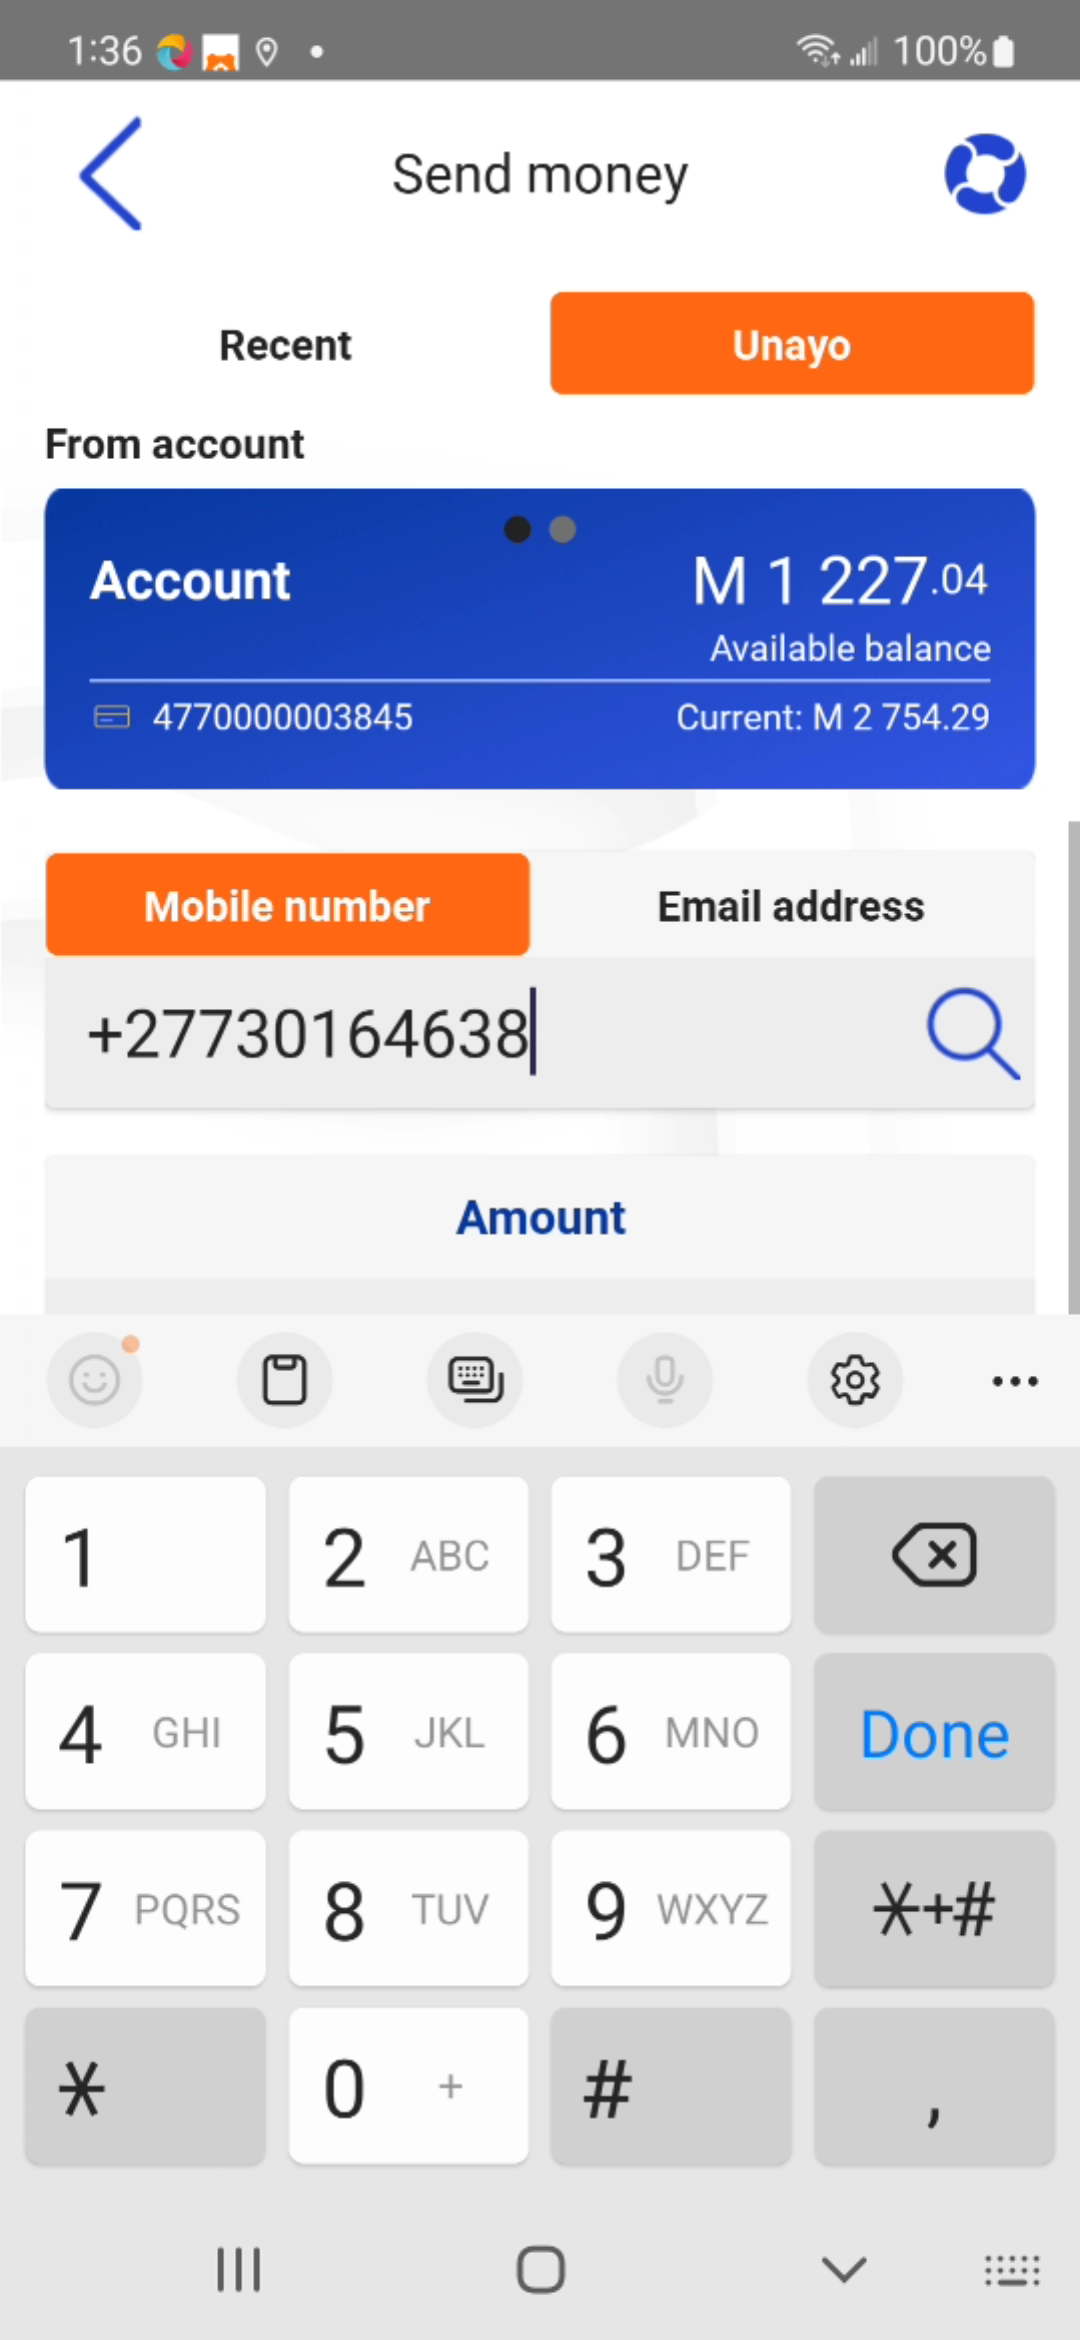 1:36 100%
Send money
Recent Unayo
From account
Account M 1 227.04
Available balance
4770000003845 Current: M 2 754.29
Mobile number Email address
+27730164638
Amount
1 2 ABC 3 DEF
4 GHI 5 JKL 6 MNO Done
7 PQRS 8 TUV 9 WXYZ *+#
* 0 + # ,